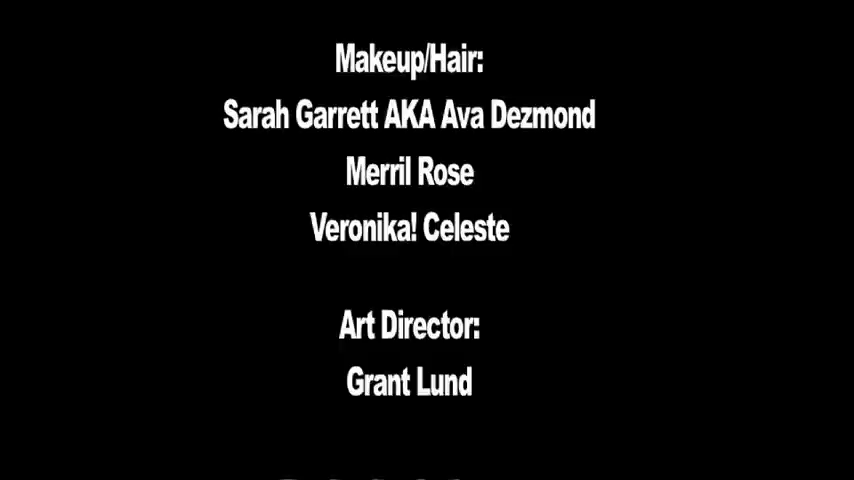 Makeup/Hair:
Sarah Garrett AKA Ava Dezmond
Merril Rose
Veronika! Celeste
Art Director:
Grant Lund